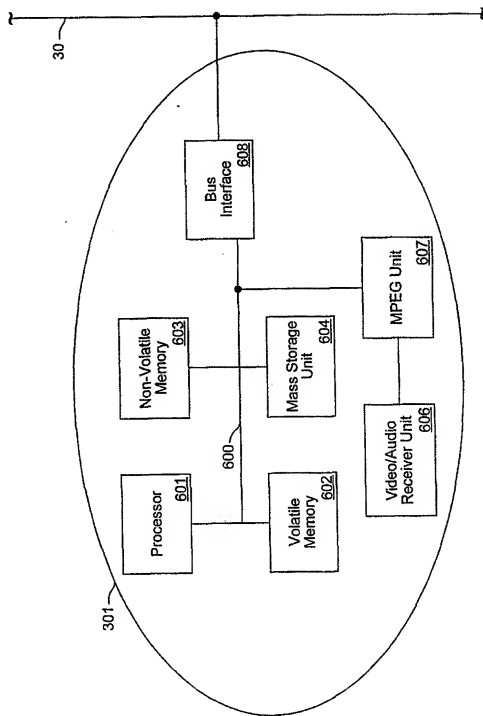 30
Bus
Interface
608
Non-Volatile
Memory
603
Mass Storage
Unit
604
MPEG Unit
607
600
Processor
601
Volatile
Memory
602
Video/Audio
Receiver Unit
606
301